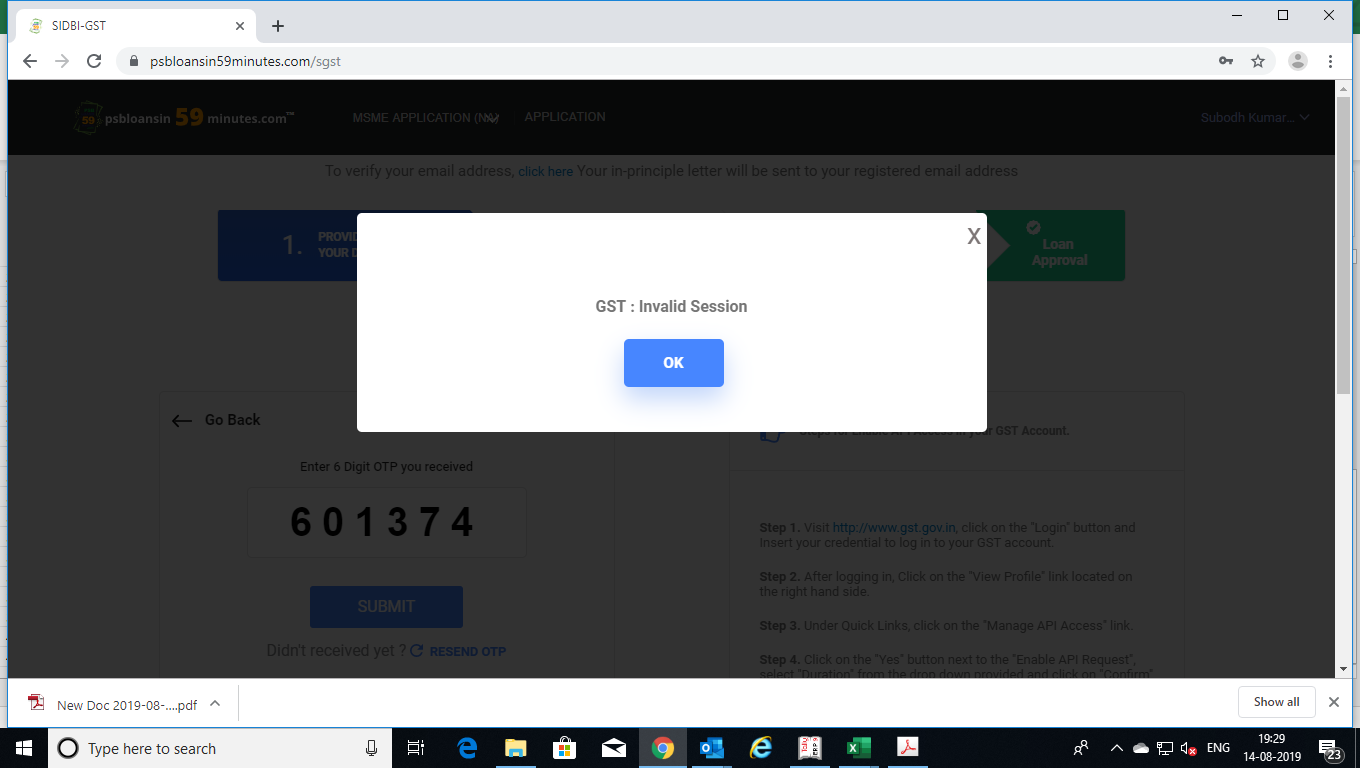 SIDBI-GST
psbloansin59minutes.com/sgst
psbloansin 59 minutes.com™
MSME APPLICATION
APPLICATION
Subodh Kumar...
To verify your email address, click here Your in-principle letter will be sent to your registered email address
1.
YOUR
Loan
Approval
X
GST : Invalid Session
OK
Go Back
Enter 6 Digit OTP you received
601374
SUBMIT
Didn't received yet ? RESEND OTP
Steps for Enable API Access in your GST Account.
Step 1. Visit http://www.gst.gov.in, click on the "Login" button and
Insert your credential to log in to your GST account.
Step 2. After logging in, Click on the "View Profile" link located on
the right hand side.
Step 3. Under Quick Links, click on the "Manage API Access" link.
Step 4. Click on the "Yes" button next to the "Enable API Request",
select "Duration" from the drop down provided and click on "Confirm"
New Doc 2019-08-....pdf
Show all
Type here to search
ENG
19:29
14-08-2019
23